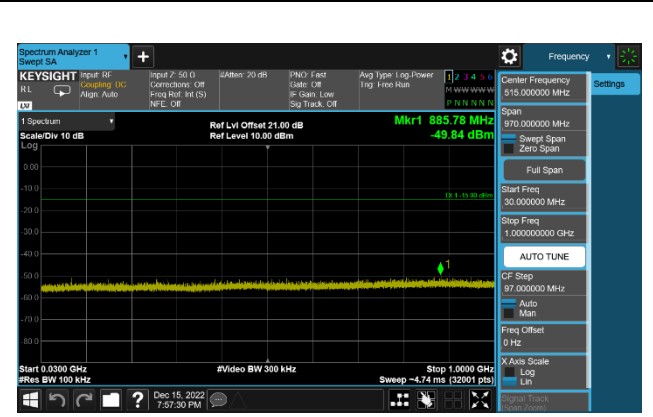 Spectrum Analyzer 1
Swept SA
+
Frequency
KEYSIGHT
RL
LV
Input: RF
Coupling: DC
Align: Auto
Input Z: 50 Ω
Corrections: Off
Freq Ref: Int (S)
NFE: Off
#Atten: 20 dB
PNO: Fast
Gate: Off
IF Gain: Low
Sig Track: Off
Avg Type: Log-Power
Trig: Free Run
1 2 3 4 5 6
M W W W W W
P N N N N N
1 Spectrum
Scale/Div 10 dB
Log
Ref Lvl Offset 21.00 dB
Ref Level 10.00 dBm
Mkr1 885.78 MHz
-49.84 dBm
0.00
-10.0
-20.0
-30.0
-40.0
-50.0
-60.0
-70.0
-80.0
1
Start 0.0300 GHz
#Res BW 100 kHz
#Video BW 300 kHz
Stop 1.0000 GHz
Sweep ~4.74 ms (32001 pts)
Dec 15, 2022
7:57:30 PM
?
Center Frequency
515.000000 MHz
Settings
Span
970.000000 MHz
Swept Span
Zero Span
Full Span
Start Freq
30.000000 MHz
Stop Freq
1.000000000 GHz
AUTO TUNE
CF Step
97.000000 MHz
Auto
Man
Freq Offset
0 Hz
X Axis Scale
Log
Lin
Signal Track
(Span Zoom)